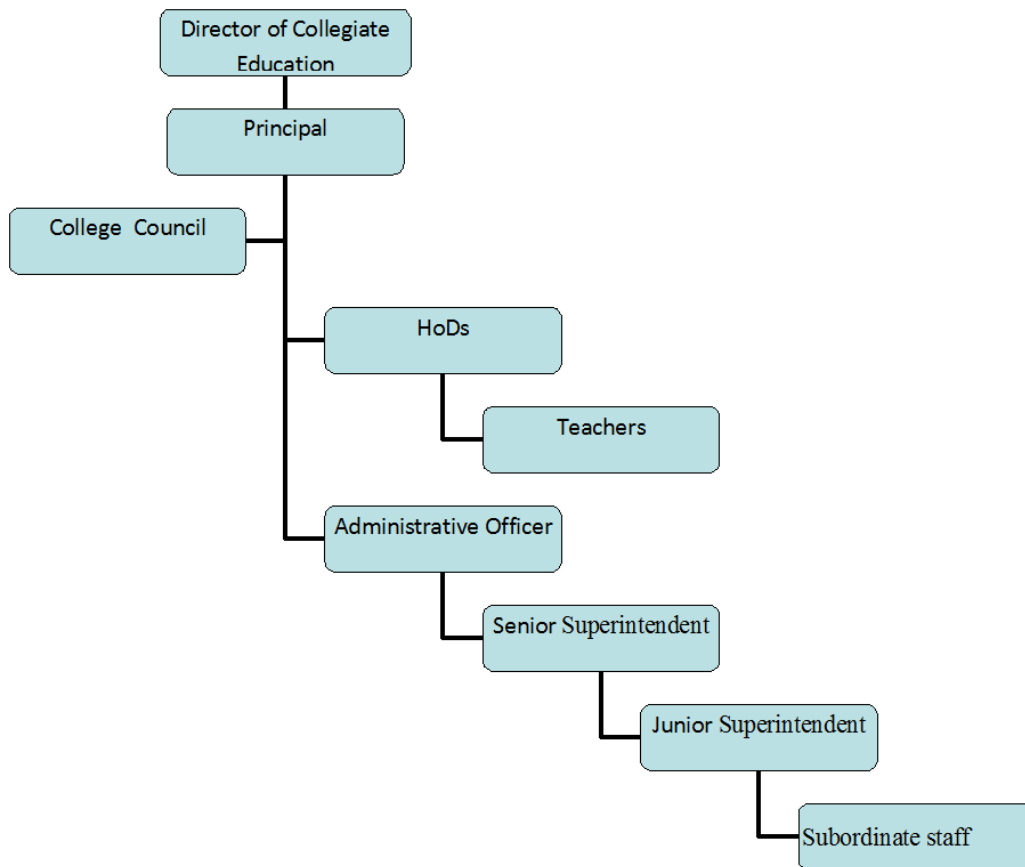 Director of Collegiate
Education
Principal
College Council
HoDs
Teachers
Administrative Officer
Senior Superintendent
Junior Superintendent
Subordinate staff